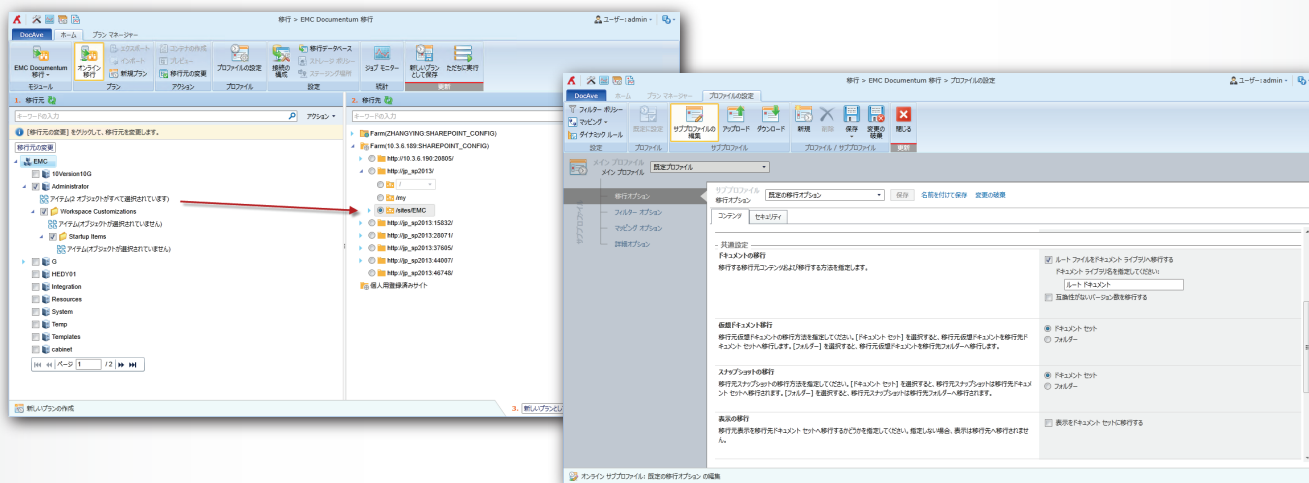 移行 > EMC Documentum 移行
ユーザー: admin
DocAve ホーム プラン マネージャー
EMC Documentum 移行
オンライン 移行
エクスポート
インポート
新規プラン
コンテナの作成
プレビュー
移行元の変更
プロファイルの設定
接続の 構成
移行データベース
ストレージ ポリシー
ステージング場所
ジョブ モニター
新しいプラン として保存
ただちに実行
モジュール プラン アクション プロファイル 設定 統計 更新
1. 移行元
キーワードの入力 アクション
[移行元の変更] をクリックして、移行元を変更します。
移行元の変更
EMC
10Version10G
Administrator
アイテム(2 オブジェクトがすべて選択されています)
Workspace Customizations
アイテム(オブジェクトが選択されていません)
Startup Items
アイテム(オブジェクトが選択されていません)
G
HEDY01
Integration
Resources
System
Temp
Templates
cabinet
ページ 1 / 2
新しいプランの作成
2. 移行先
キーワードの入力
Farm(ZHANGYING:SHAREPOINT_CONFIG)
Farm(10.3.6.189:SHAREPOINT_CONFIG)
http://10.3.6.190:20805/
http://jp_sp2013/
/
/my
/sites/EMC
http://jp_sp2013:15832/
http://jp_sp2013:28071/
http://jp_sp2013:37605/
http://jp_sp2013:44007/
http://jp_sp2013:46748/
個人用登録済みサイト
3. 新しいプランとし
移行 > EMC Documentum 移行 > プロファイルの設定
ユーザー: admin
DocAve ホーム プラン マネージャー プロファイルの設定
フィルター ポリシー
マッピング
ダイナミック ルール
既定に設定
サブプロファイルの 編集
アップロード
ダウンロード
新規
削除
保存
変更の 破棄
閉じる
設定 プロファイル サブプロファイル プロファイル / サブプロファイル 更新
メイン プロファイル
メイン プロファイル 既定プロファイル
サブプロファイル
移行オプション
フィルター オプション
マッピング オプション
詳細オプション
サブプロファイル
移行オプション 既定の移行オプション 保存 名前を付けて保存 変更の破棄
コンテンツ セキュリティ
- 共通設定
ドキュメントの移行
移行する移行元コンテンツおよび移行する方法を指定します。
ルート ファイルをドキュメント ライブラリへ移行する
ドキュメント ライブラリ名を指定してください:
ルート ドキュメント
互換性がないバージョン数を移行する
仮想ドキュメント移行
移行元仮想ドキュメントの移行方法を指定してください。[ドキュメント セット] を選択すると、移行元仮想ドキュメントを移行先ド
キュメント セットへ移行します。[フォルダー] を選択すると、移行元仮想ドキュメントを移行先フォルダーへ移行します。
ドキュメント セット
フォルダー
スナップショットの移行
移行元スナップショットの移行方法を指定してください。[ドキュメント セット] を選択すると、移行元スナップショットは移行先ドキュメ
ント セットへ移行されます。[フォルダー] を選択すると、移行元スナップショットは移行先フォルダーへ移行されます。
ドキュメント セット
フォルダー
表示の移行
移行元表示を移行先ドキュメント セットへ移行するかどうかを指定してください。指定しない場合、表示は移行先へ移行されませ
ん。
表示をドキュメント セットに移行する
オンライン サブプロファイル: 既定の移行オプション の編集